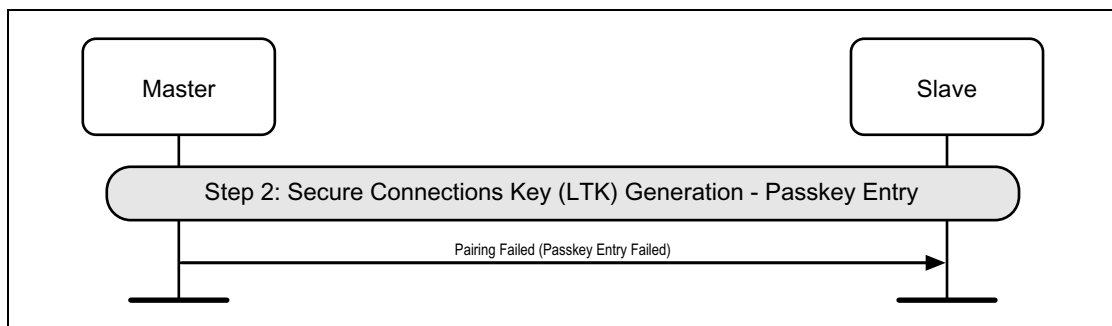 Master
Slave
Step 2: Secure Connections Key (LTK) Generation - Passkey Entry
Pairing Failed (Passkey Entry Failed)